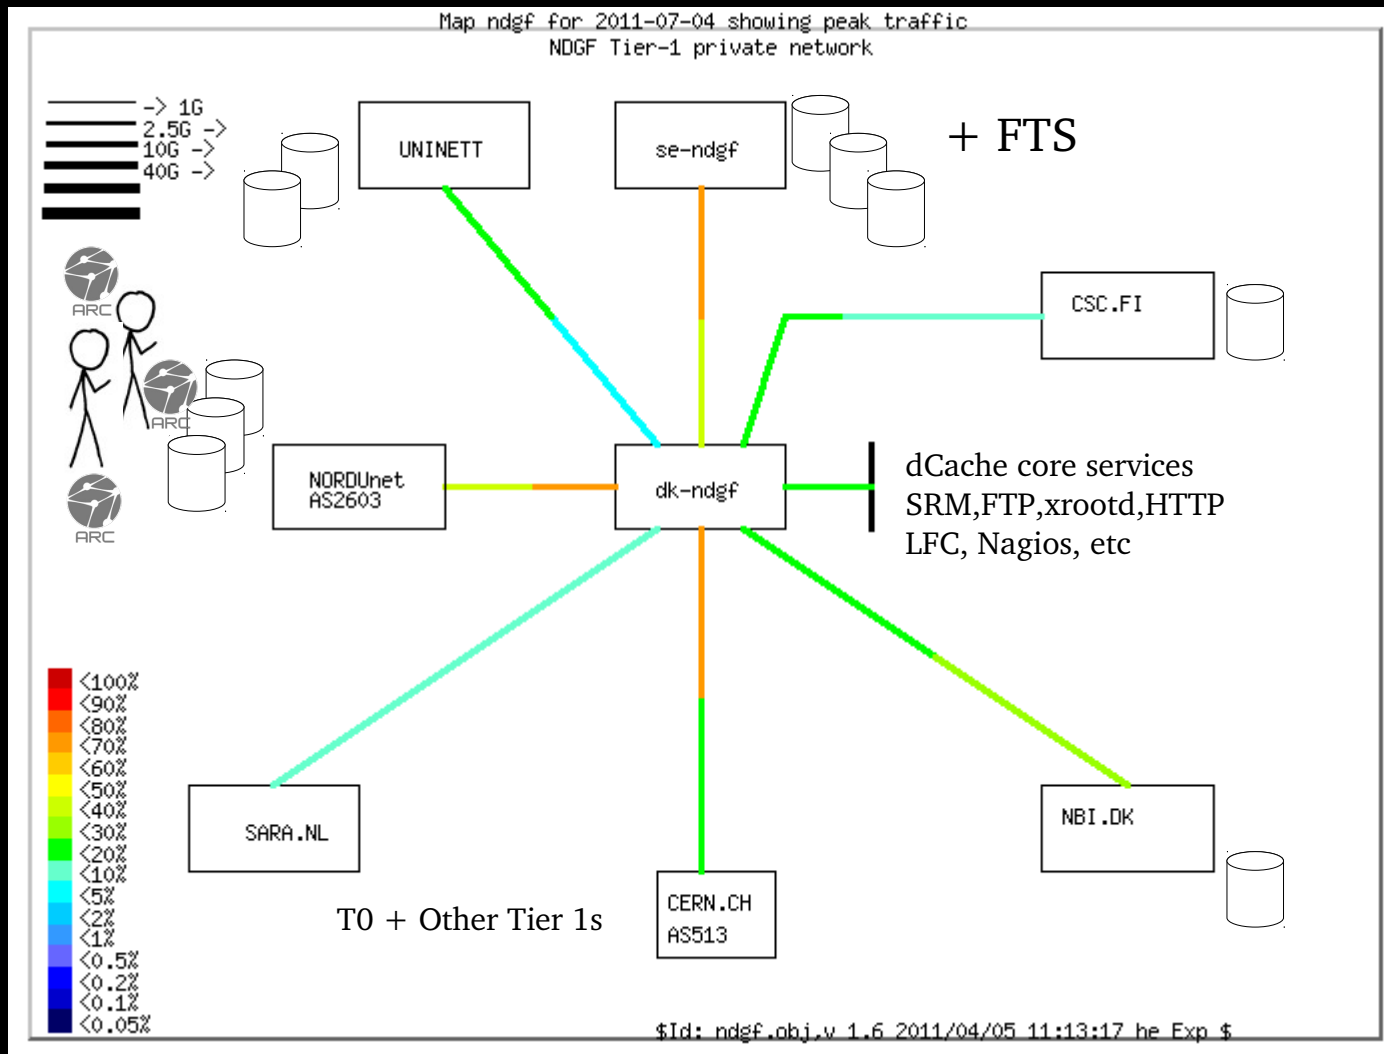 Map ndgf for 2011-07-04 showing peak traffic
NDGF Tier-1 private network
-> 1G
2.5G ->
10G ->
40G ->
UNINETT
se-ndgf
+ FTS
ARC
CSC.FI
ARC
NORDUnet
AS2603
dk-ndgf
dCache core services
SRM,FTP,xrootd,HTTP
LFC, Nagios, etc
ARC
<100%
<90%
<80%
<70%
<60%
<50%
<40%
<30%
<20%
<10%
<5%
<2%
<1%
<0.5%
<0.2%
<0.1%
<0.05%
SARA.NL
NBI.DK
T0 + Other Tier 1s
CERN.CH
AS513
$Id: ndgf.obj,v 1.6 2011/04/05 11:13:17 he Exp $